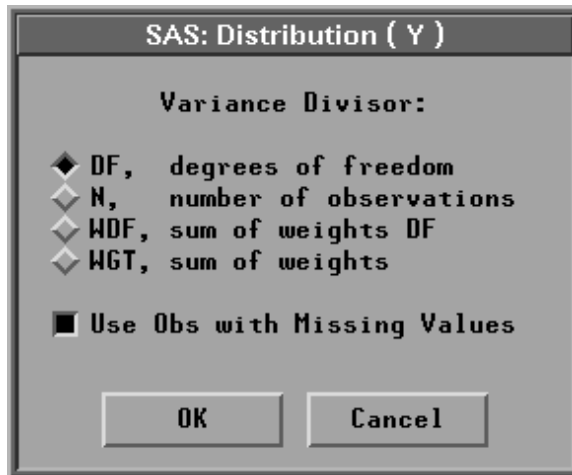 SAS: Distribution ( Y )
Variance Divisor:
DF, degrees of freedom
N, number of observations
WDF, sum of weights DF
WGT, sum of weights
Use Obs with Missing Values
OK
Cancel